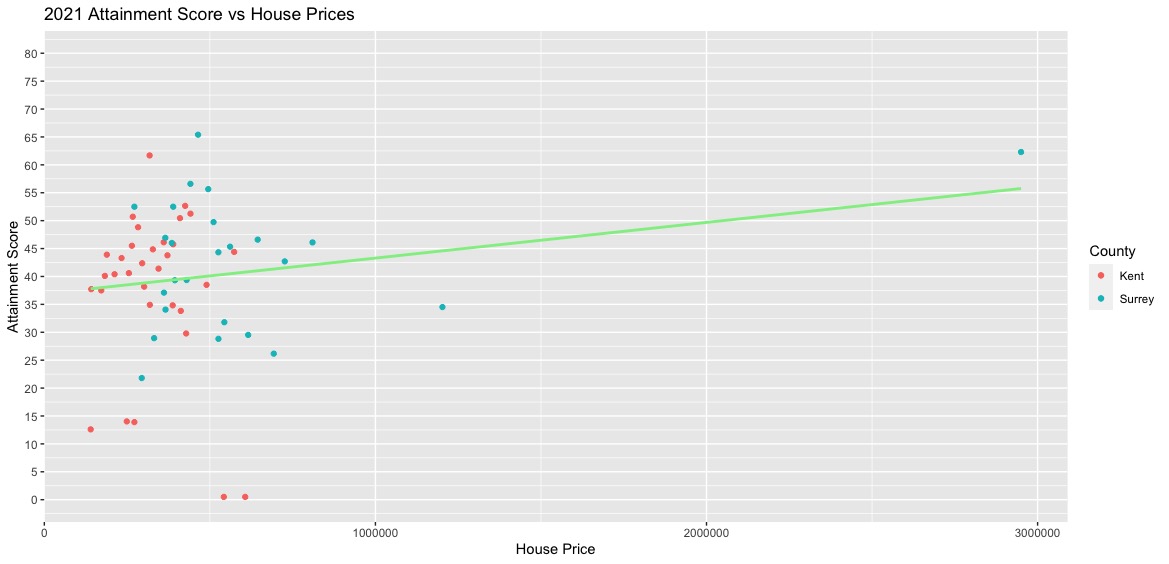 2021 Attainment Score vs House Prices
80
75
70
65
60
55
50
45
40
35
30
25
20
15
10
5
0
Attainment Score
0 1000000 2000000 3000000
House Price
County
Kent
Surrey